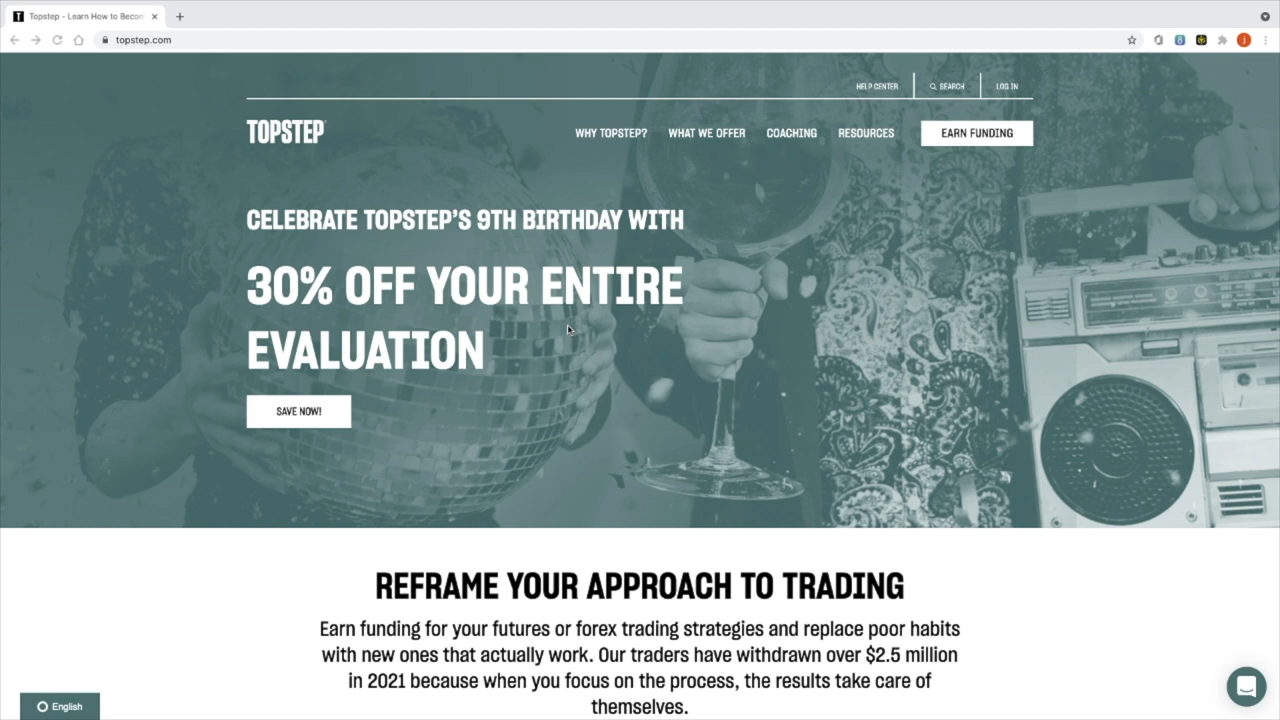 Topstep - Learn How to Becom
topstep.com
HELP CENTER
SEARCH
LOG IN
TOPSTEP
WHY TOPSTEP?
WHAT WE OFFER
COACHING
RESOURCES
EARN FUNDING
CELEBRATE TOPSTEP'S 9TH BIRTHDAY WITH
30% OFF YOUR ENTIRE
EVALUATION
SAVE NOW!
REFRAME YOUR APPROACH TO TRADING
Earn funding for your futures or forex trading strategies and replace poor habits
with new ones that actually work. Our traders have withdrawn over $2.5 million
in 2021 because when you focus on the process, the results take care of
themselves.
English